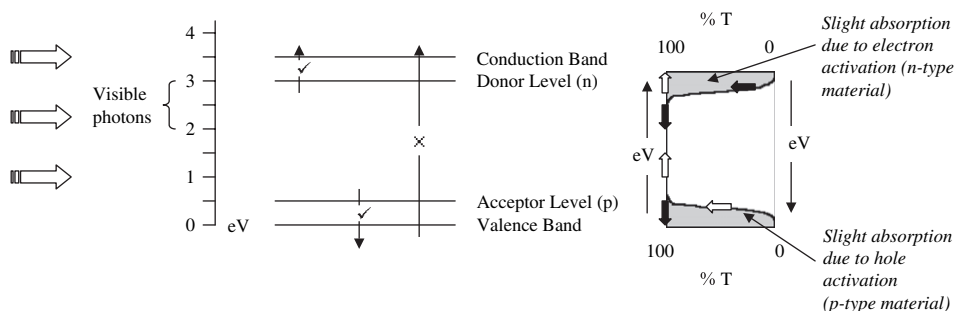 4
3
2
1
0
eV
Visible
photons
Conduction Band
Donor Level (n)
Acceptor Level (p)
Valence Band
% T
100 0
eV
eV
100 0
% T
Slight absorption
due to electron
activation (n-type
material)
Slight absorption
due to hole
activation
(p-type material)